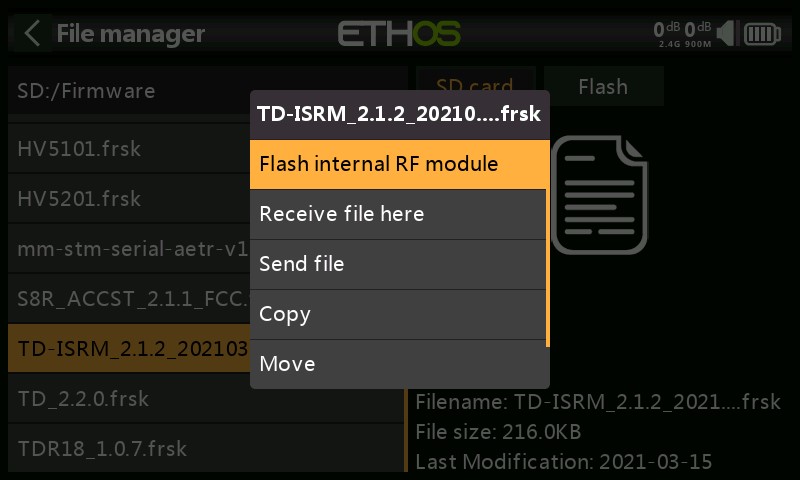 File manager
ETHOS
0dB 0dB
2.4G 900M
SD:/Firmware
SD card
Flash
HV5101.frsk
HV5201.frsk
mm-stm-serial-aetr-v1
S8R_ACCST_2.1.1_FCC.
TD-ISRM_2.1.2_202103
TD_2.2.0.frsk
TDR18_1.0.7.frsk
TD-ISRM_2.1.2_20210....frsk
Flash internal RF module
Receive file here
Send file
Copy
Move
Filename: TD-ISRM_2.1.2_2021....frsk
File size: 216.0KB
Last Modification: 2021-03-15